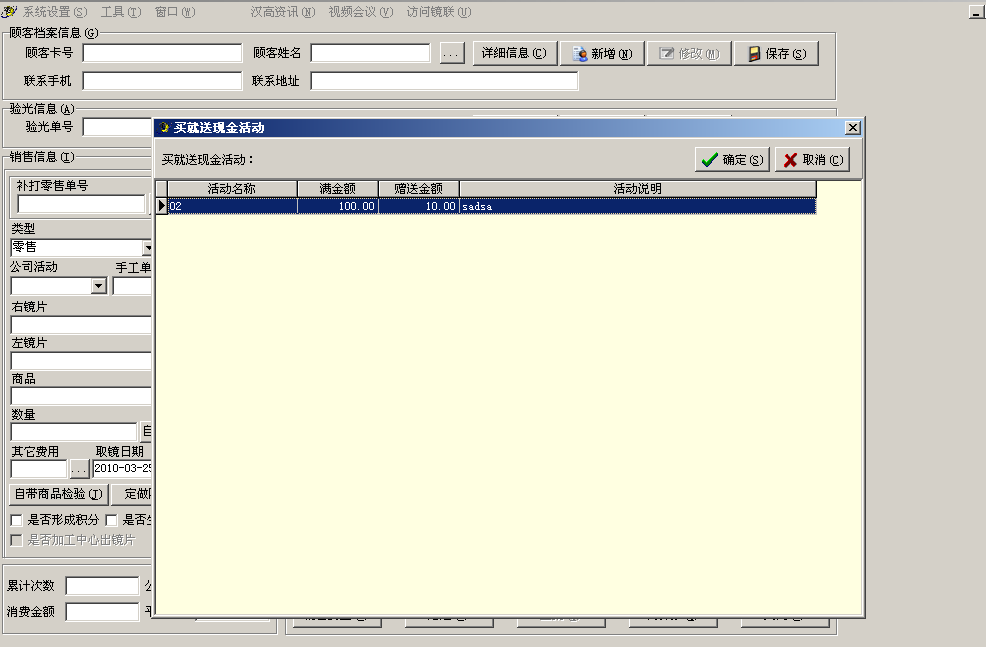 系统设置(S) 工具(T) 窗口(W) 汉高资讯(N) 视频会议(V) 访问镜联(U)
顾客档案信息(G)
顾客卡号 顾客姓名 ... 详细信息(C) 新增(N) 修改(M) 保存(S)
联系手机 联系地址
验光信息(A)
验光单号
买就送现金活动
销售信息(I)
买就送现金活动: 确定(S) 取消(C)
补打零售单号
活动名称 满金额 赠送金额 活动说明
02 100.00 10.00 sadsa
类型
零售
公司活动 手工单
右镜片
左镜片
商品
数量
其它费用 取镜日期
... 2010-03-25
自带商品检验(J) 定做
是否形成积分 是否
是否加工中心出镜片
累计次数
消费金额